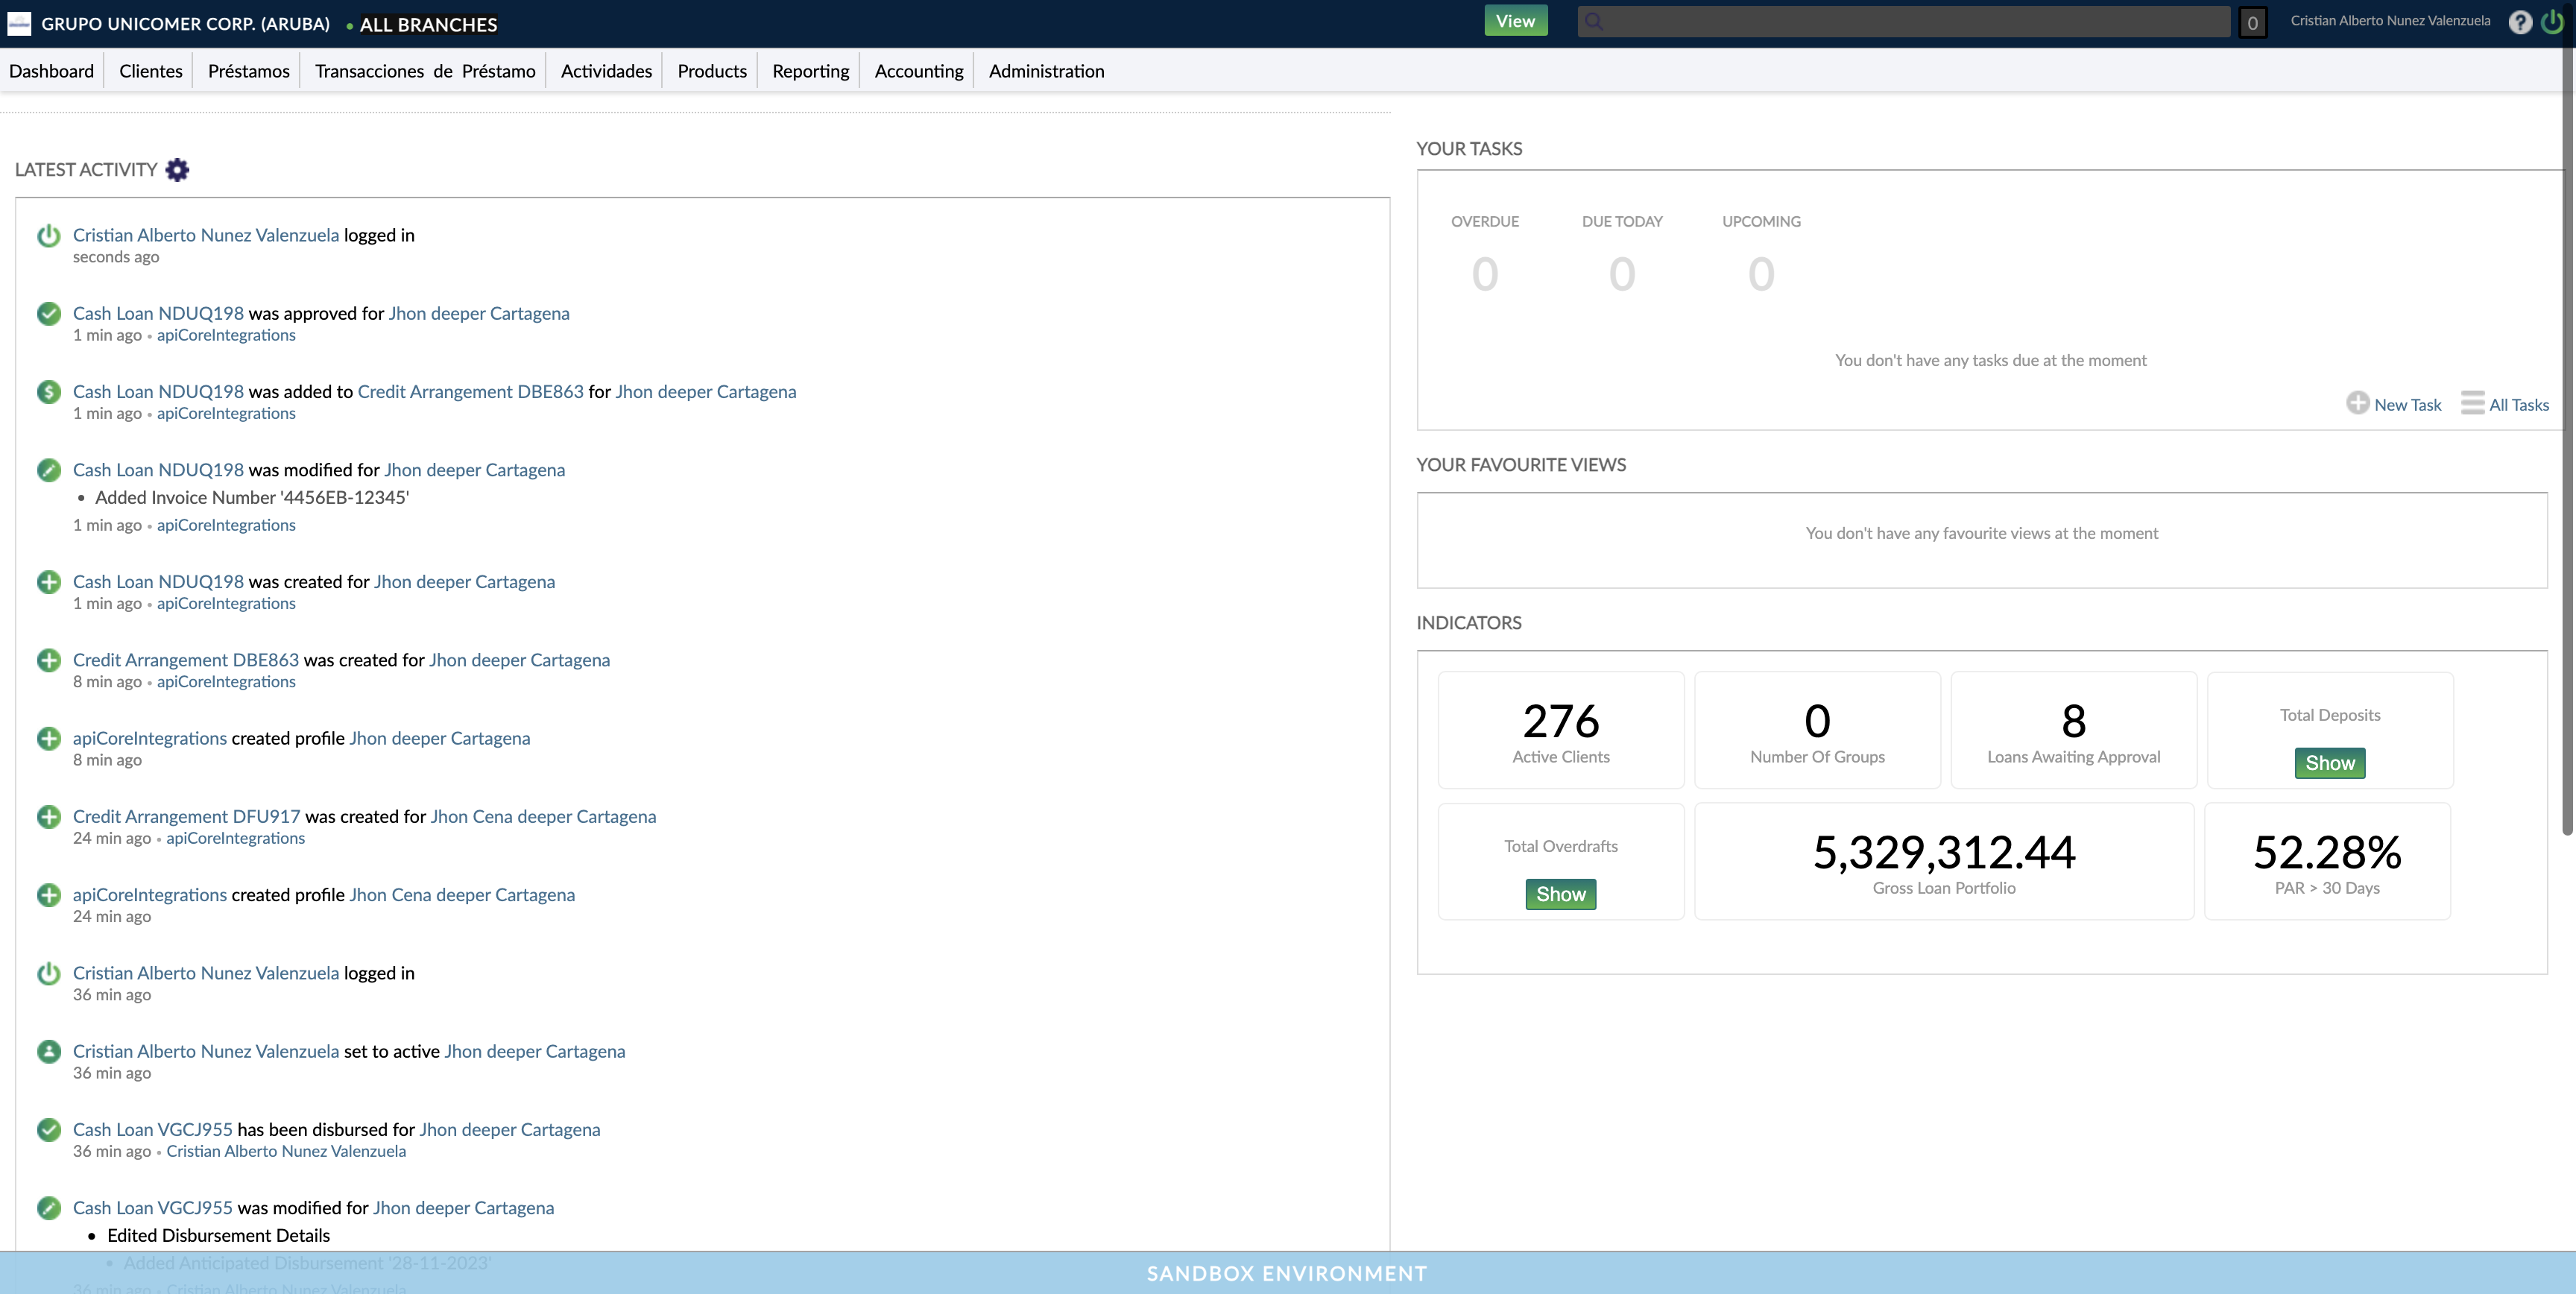 GRUPO UNICOMER CORP. (ARUBA) • ALL BRANCHES
View
0
Cristian Alberto Nunez Valenzuela
?
Dashboard Clientes Préstamos Transacciones de Préstamo Actividades Products Reporting Accounting Administration
LATEST ACTIVITY
Cristian Alberto Nunez Valenzuela logged in
seconds ago
Cash Loan NDUQ198 was approved for Jhon deeper Cartagena
1 min ago • apiCoreIntegrations
Cash Loan NDUQ198 was added to Credit Arrangement DBE863 for Jhon deeper Cartagena
1 min ago • apiCoreIntegrations
Cash Loan NDUQ198 was modified for Jhon deeper Cartagena
• Added Invoice Number '4456EB-12345'
1 min ago • apiCoreIntegrations
Cash Loan NDUQ198 was created for Jhon deeper Cartagena
1 min ago • apiCoreIntegrations
Credit Arrangement DBE863 was created for Jhon deeper Cartagena
8 min ago • apiCoreIntegrations
apiCoreIntegrations created profile Jhon deeper Cartagena
8 min ago
Credit Arrangement DFU917 was created for Jhon Cena deeper Cartagena
24 min ago • apiCoreIntegrations
apiCoreIntegrations created profile Jhon Cena deeper Cartagena
24 min ago
Cristian Alberto Nunez Valenzuela logged in
36 min ago
Cristian Alberto Nunez Valenzuela set to active Jhon deeper Cartagena
36 min ago
Cash Loan VGCJ955 has been disbursed for Jhon deeper Cartagena
36 min ago • Cristian Alberto Nunez Valenzuela
Cash Loan VGCJ955 was modified for Jhon deeper Cartagena
• Edited Disbursement Details
• Added Anticipated Disbursement '28-11-2023'
36 min ago • Cristian Alberto Nunez Valenzuela
YOUR TASKS
OVERDUE DUE TODAY UPCOMING
0 0 0
You don't have any tasks due at the moment
New Task All Tasks
YOUR FAVOURITE VIEWS
You don't have any favourite views at the moment
INDICATORS
276
Active Clients
0
Number Of Groups
8
Loans Awaiting Approval
Total Deposits
Show
Total Overdrafts
Show
5,329,312.44
Gross Loan Portfolio
52.28%
PAR > 30 Days
SANDBOX ENVIRONMENT